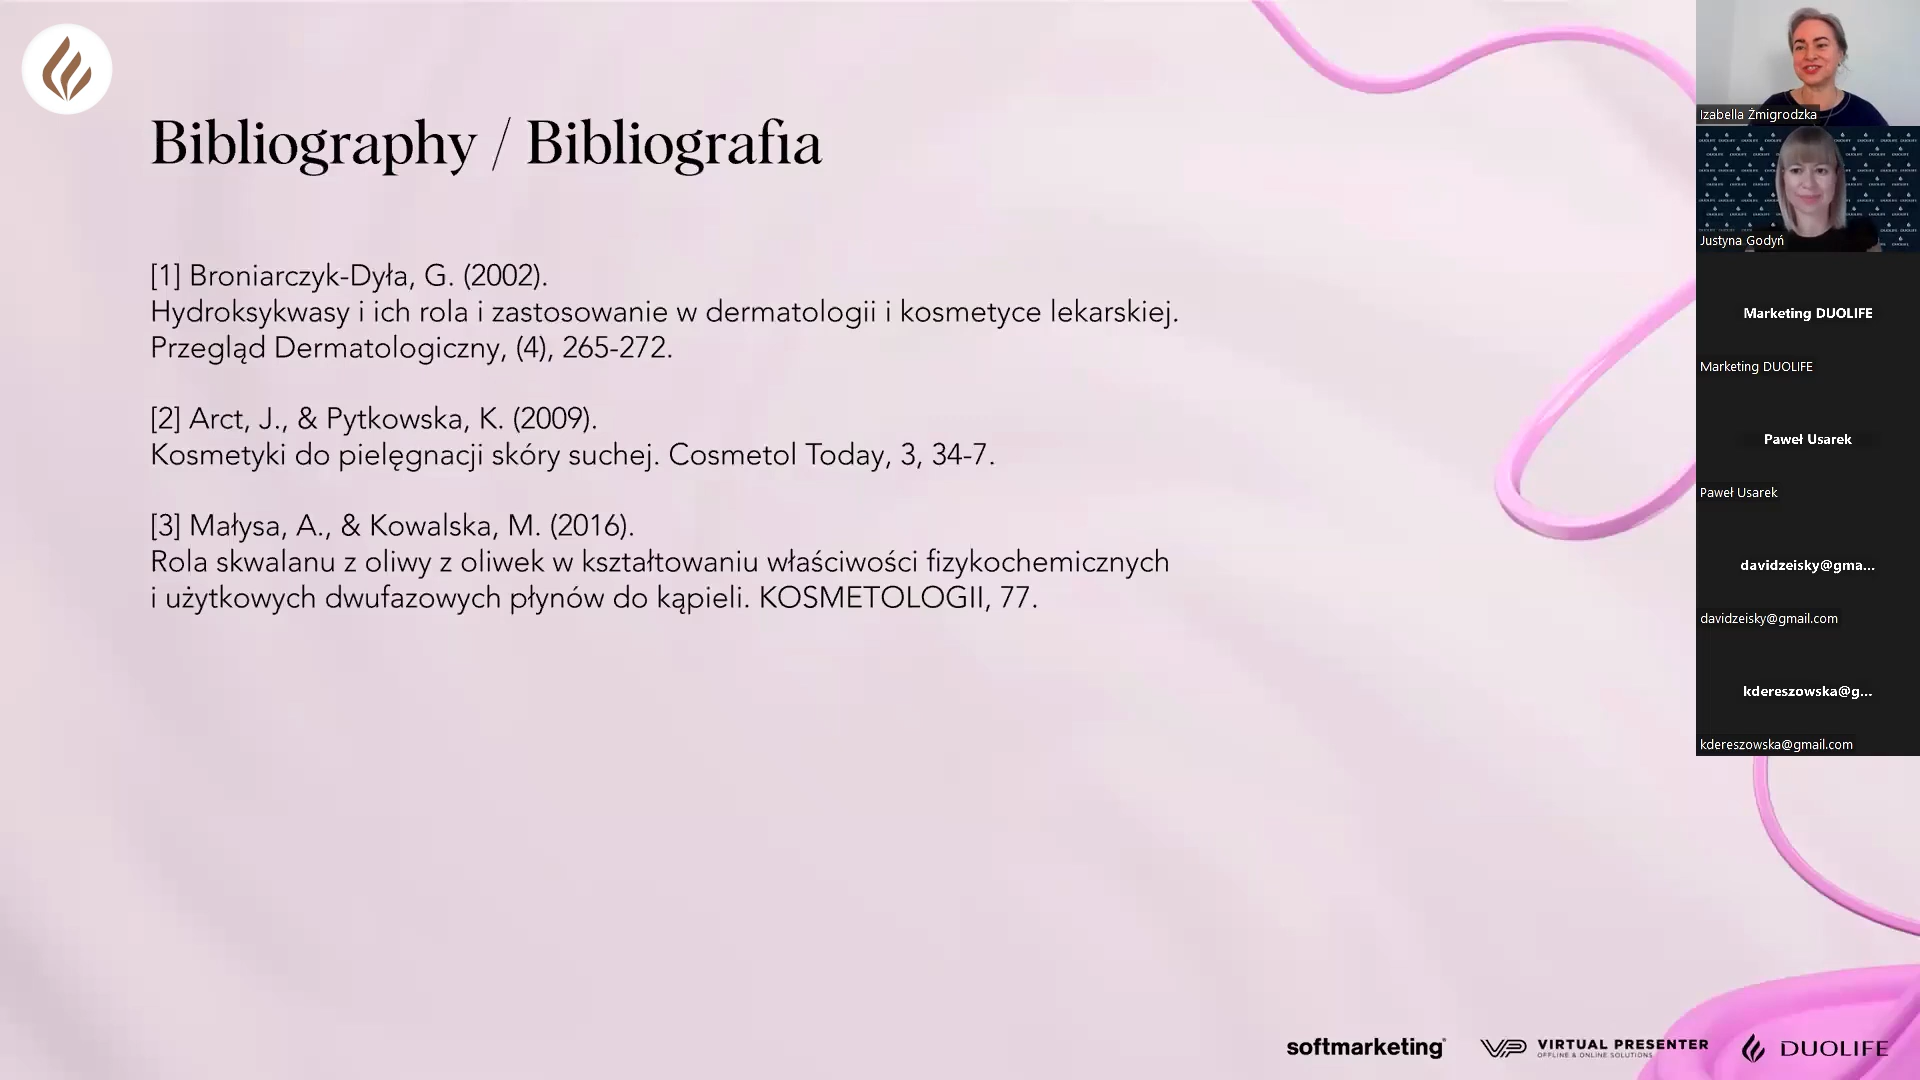 Bibliography / Bibliografia
[1] Broniarczyk-Dyła, G. (2002).
Hydroksykwasy i ich rola i zastosowanie w dermatologii i kosmetyce lekarskiej.
Przegląd Dermatologiczny, (4), 265-272.
[2] Arct, J., & Pytkowska, K. (2009).
Kosmetyki do pielęgnacji skóry suchej. Cosmetol Today, 3, 34-7.
[3] Małysa, A., & Kowalska, M. (2016).
Rola skwalanu z oliwy z oliwek w kształtowaniu właściwości fizykochemicznych
i użytkowych dwufazowych płynów do kąpieli. KOSMETOLOGII, 77.
Izabella Żmigrodzka
Justyna Godyń
Marketing DUOLIFE
Marketing DUOLIFE
Paweł Usarek
Paweł Usarek
davidzeisky@gma...
davidzeisky@gmail.com
kdereszowska@g...
kdereszowska@gmail.com
softmarketing
VP VIRTUAL PRESENTER
OFFLINE & ONLINE SOLUTIONS
DUOLIFE